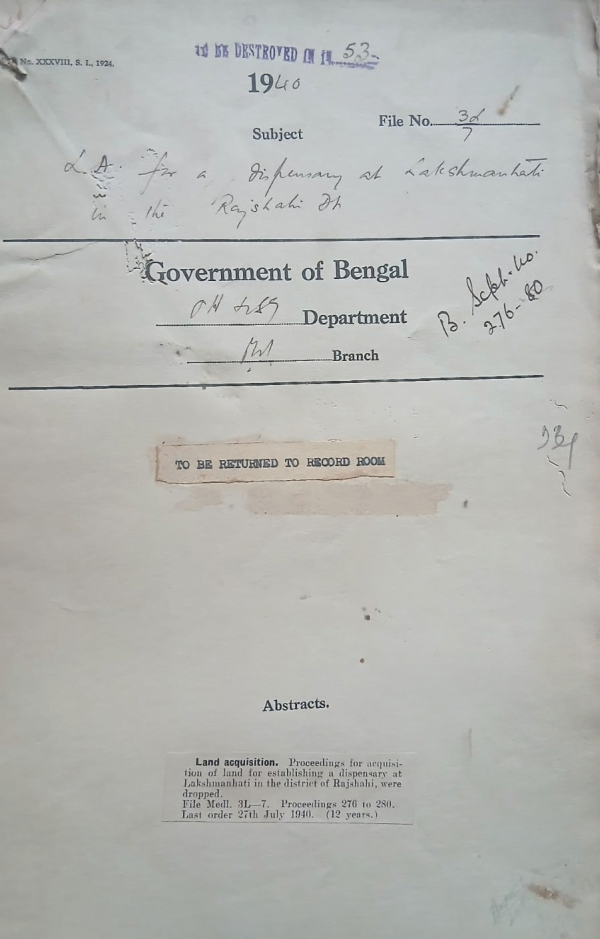 No. XXXVIII, S. I., 1924.
TO BE DESTROYED IN 19 53
1940
File No. 3L/7
Subject
L.A. for a dispensary at Lakshmanhati
in the Rajshahi Dt
Government of Bengal
PH & LSG Department
Branch
B. Sept. 40.
276-80
TO BE RETURNED TO RECORD ROOM
Abstracts.
Land acquisition. Proceedings for acquisi-
tion of land for establishing a dispensary at
Lakshmanhati in the district of Rajshahi, were
dropped.
File Medl. 3L—7. Proceedings 276 to 280.
Last order 27th July 1940. (12 years.)